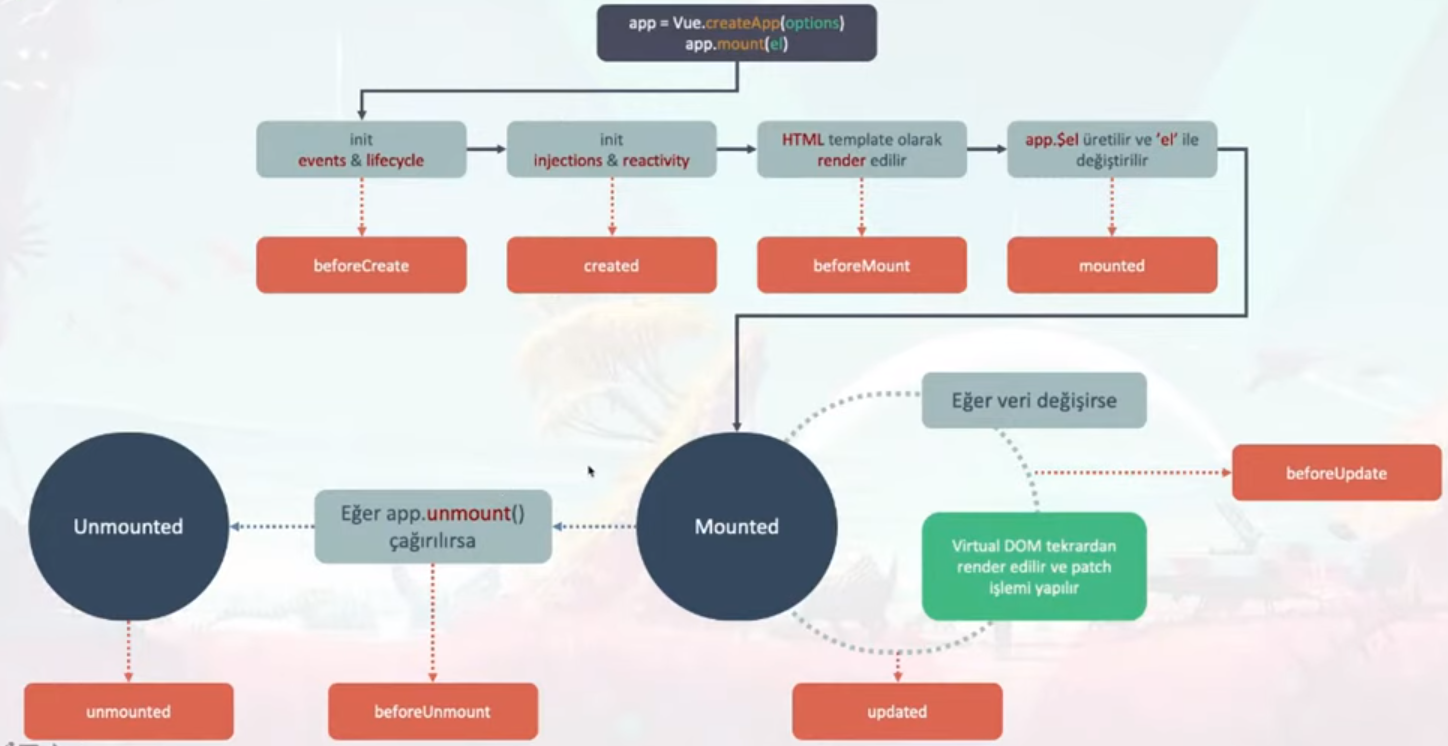 app = Vue.createApp(options)
app.mount(el)
init
events & lifecycle
init
injections & reactivity
HTML template olarak
render edilir
app.$el üretilir ve ‘el’ ile
değiştirilir
beforeCreate
created
beforeMount
mounted
Eğer veri değişirse
beforeUpdate
Unmounted
Eğer app.unmount()
çağırılırsa
Mounted
Virtual DOM tekrardan
render edilir ve patch
işlemi yapılır
unmounted
beforeUnmount
updated